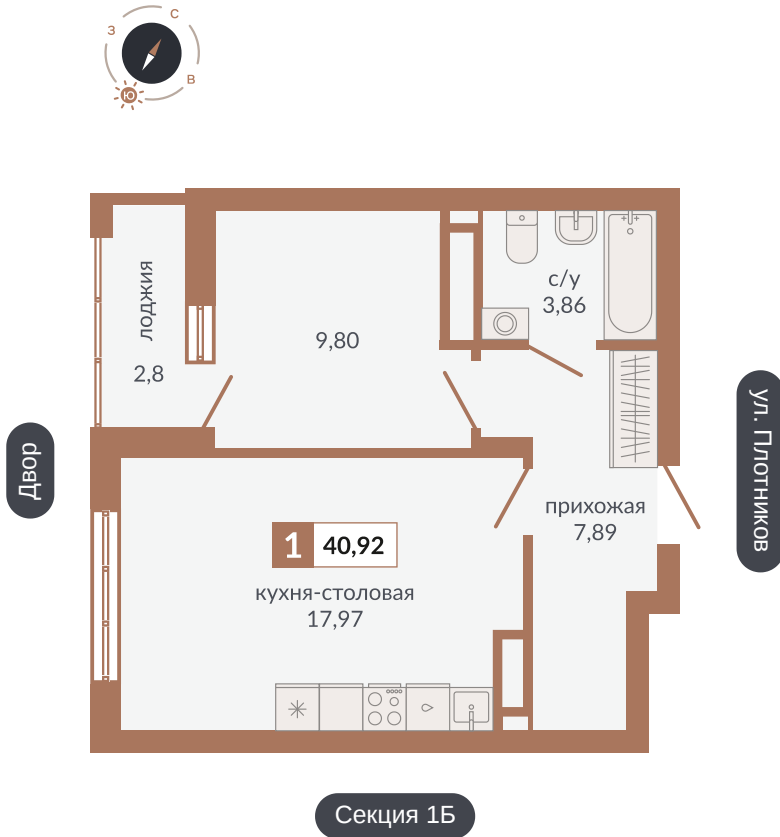 С
З
В
Ю
лоджия
2,8
9,80
с/у
3,86
Двор
ул. Плотников
прихожая
7,89
1 40,92
кухня-столовая
17,97
Секция 1Б